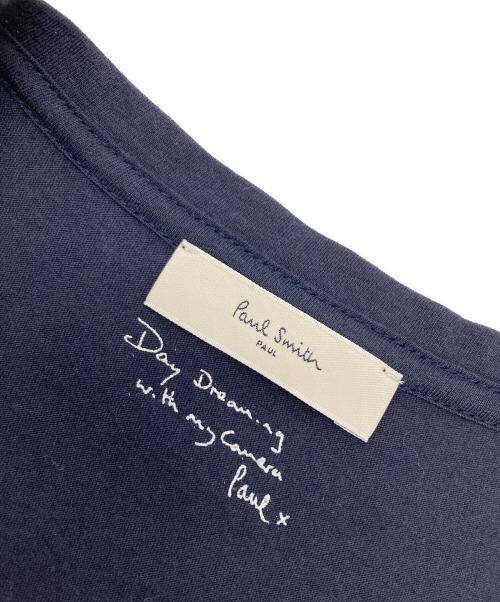 Paul Smith
PAUL
Day Dreaming
with my Camera
Paul x